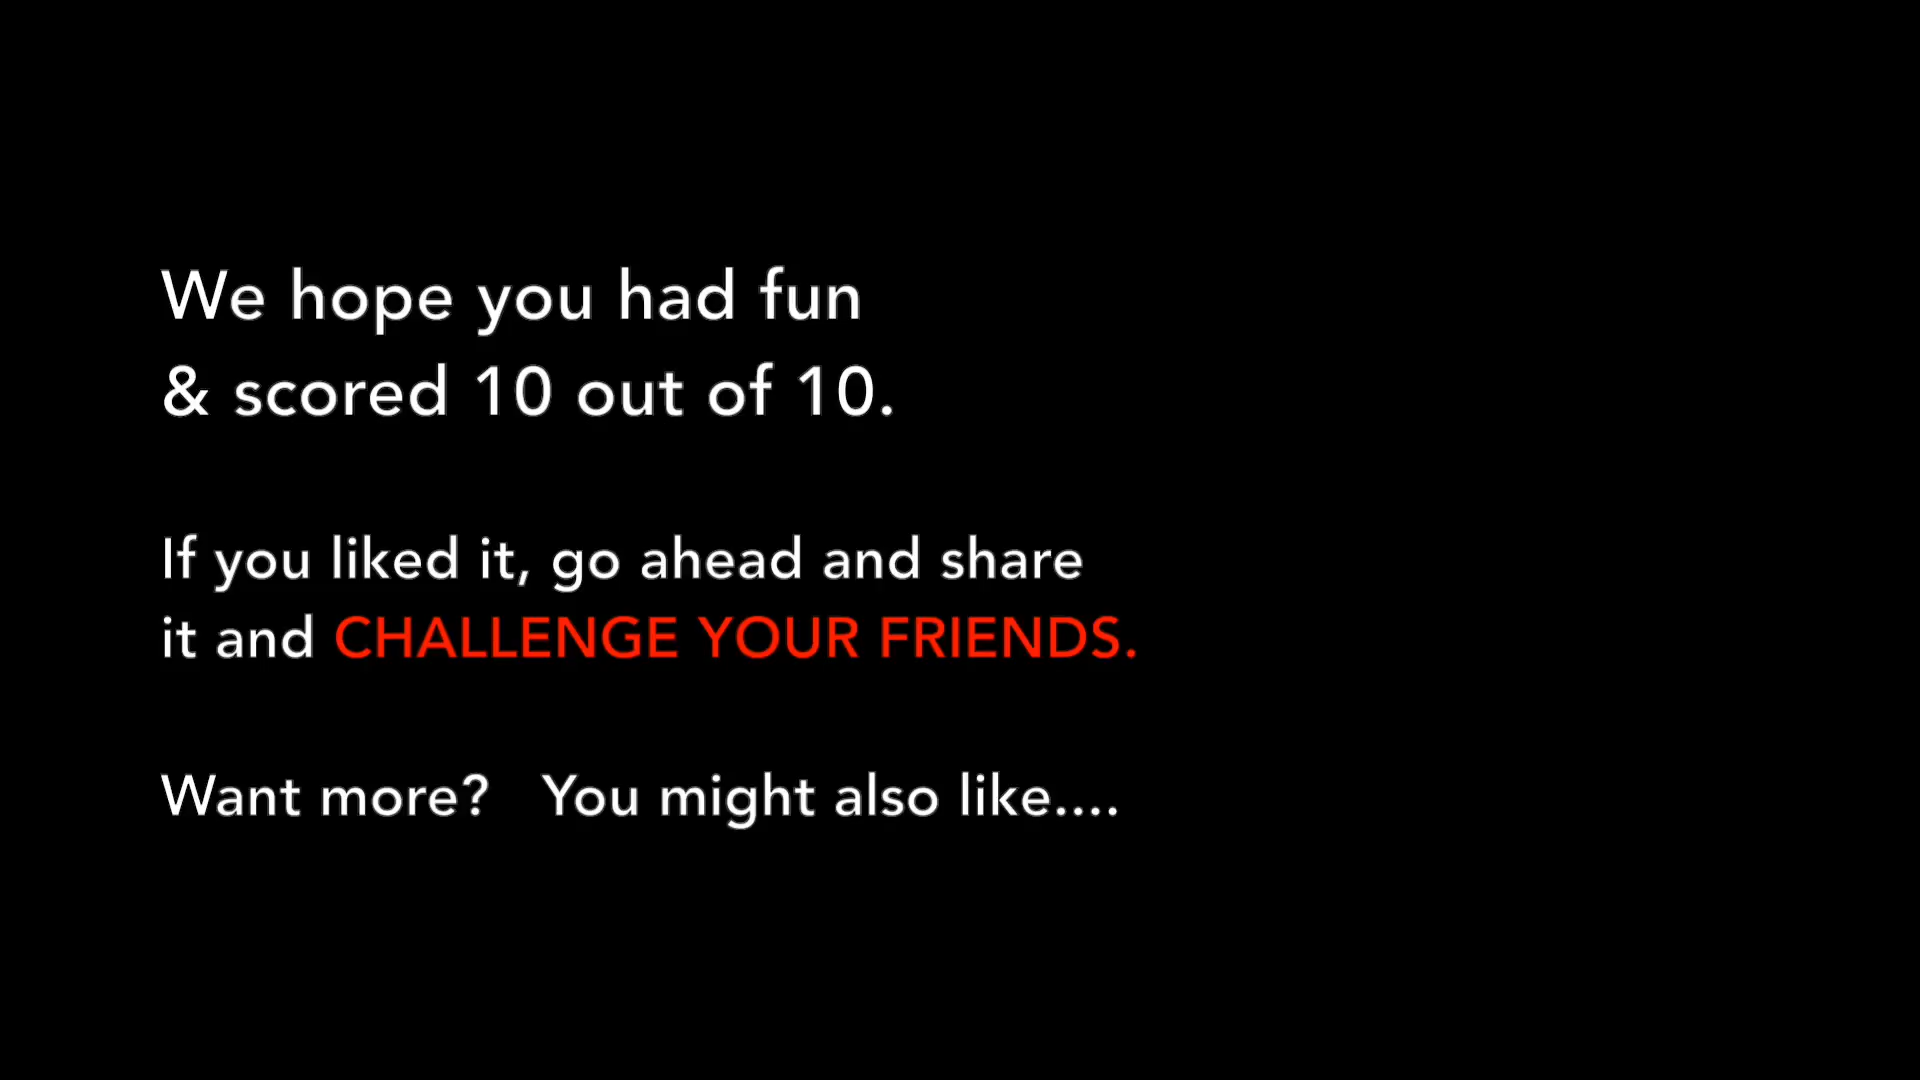 We hope you had fun
& scored 10 out of 10.
If you liked it, go ahead and share
it and CHALLENGE YOUR FRIENDS.
Want more? You might also like....